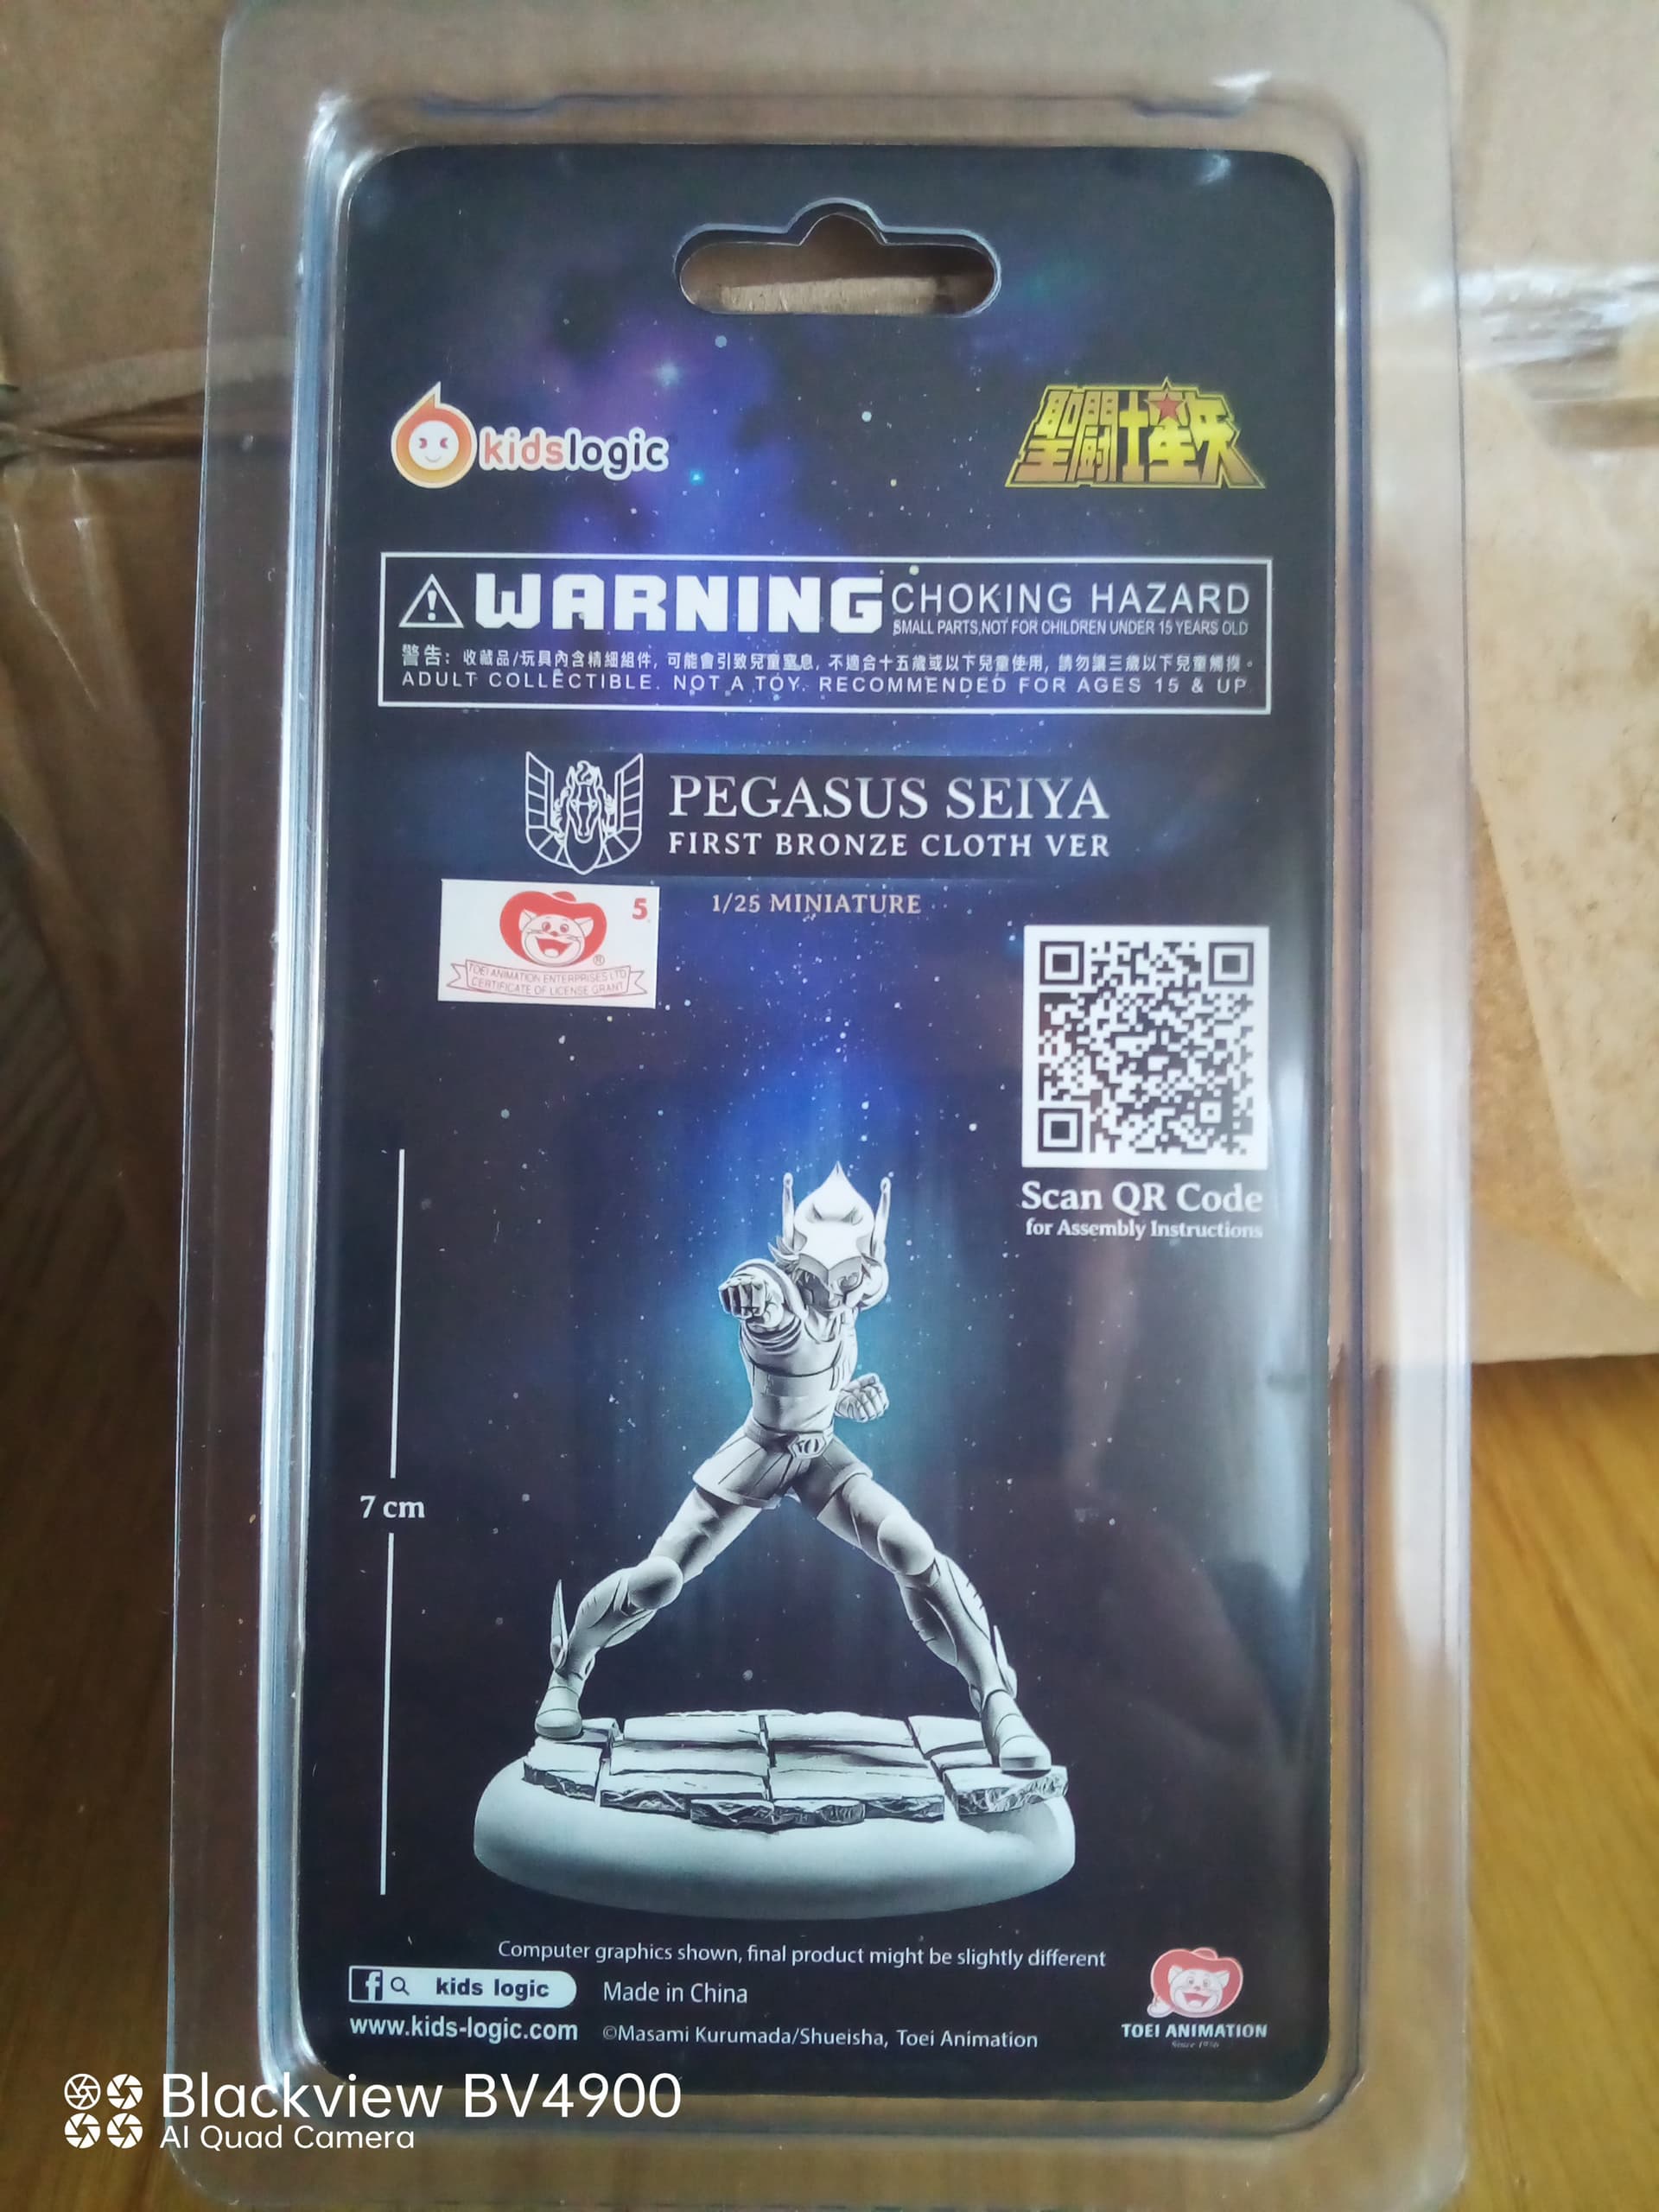 kidslogic
聖闘士星矢
WARNING CHOKING HAZARD
SMALL PARTS,NOT FOR CHILDREN UNDER 15 YEARS OLD
警告: 收藏品/玩具內含精細組件, 可能會引致兒童窒息, 不適合十五歲或以下兒童使用, 請勿讓三歲以下兒童觸摸。
ADULT COLLECTIBLE. NOT A TOY. RECOMMENDED FOR AGES 15 & UP
PEGASUS SEIYA
FIRST BRONZE CLOTH VER
1/25 MINIATURE
5
TOEI ANIMATION ENTERPRISES LTD
CERTIFICATE OF LICENSE GRANT
Scan QR Code
for Assembly Instructions
7 cm
Computer graphics shown, final product might be slightly different
f kids logic
Made in China
www.kids-logic.com
©Masami Kurumada/Shueisha, Toei Animation
TOEI ANIMATION
Since 1956
Blackview BV4900
AI Quad Camera